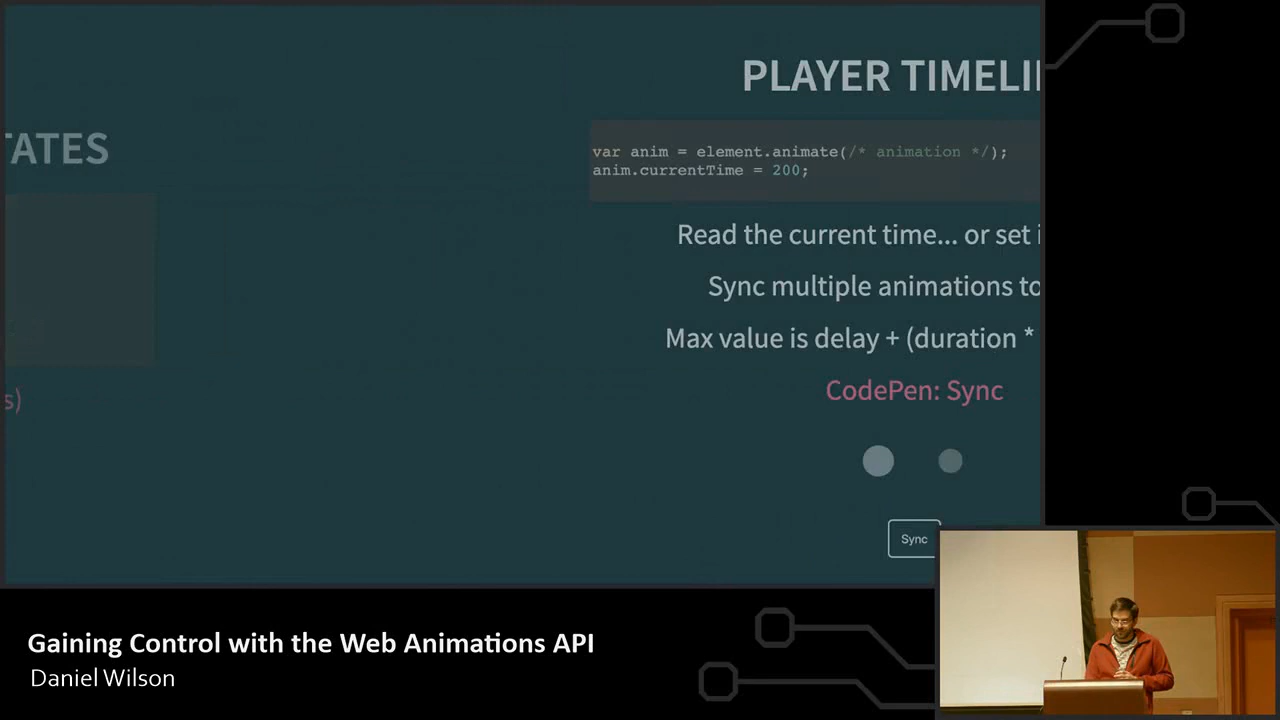 TATES
s)
PLAYER TIMELI
var anim = element.animate(/* animation */);
anim.currentTime = 200;
Read the current time... or set i
Sync multiple animations to
Max value is delay + (duration *
CodePen: Sync
Sync
Gaining Control with the Web Animations API
Daniel Wilson